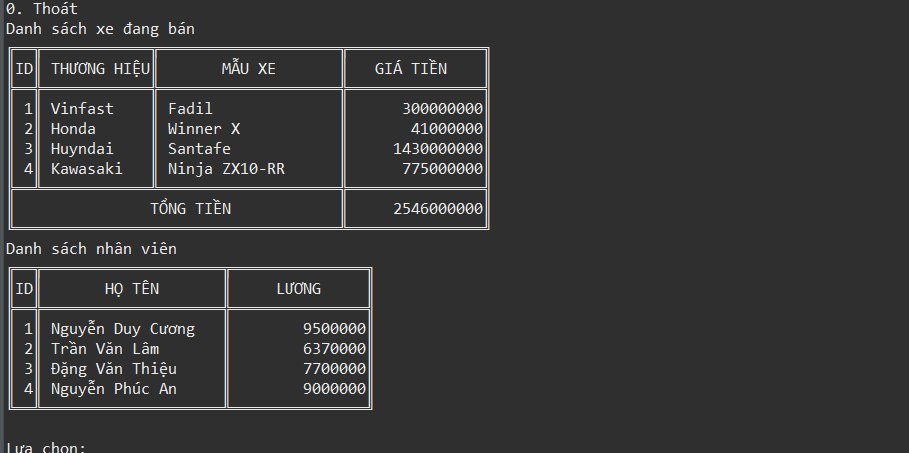 0. Thoát
Danh sách xe đang bán
ID THƯƠNG HIỆU MẪU XE GIÁ TIỀN
1 Vinfast Fadil 300000000
2 Honda Winner X 41000000
3 Huyndai Santafe 1430000000
4 Kawasaki Ninja ZX10-RR 775000000
TỔNG TIỀN 2546000000
Danh sách nhân viên
ID HỌ TÊN LƯƠNG
1 Nguyễn Duy Cương 9500000
2 Trần Văn Lâm 6370000
3 Đặng Văn Thiệu 7700000
4 Nguyễn Phúc An 9000000
Lựa chọn: